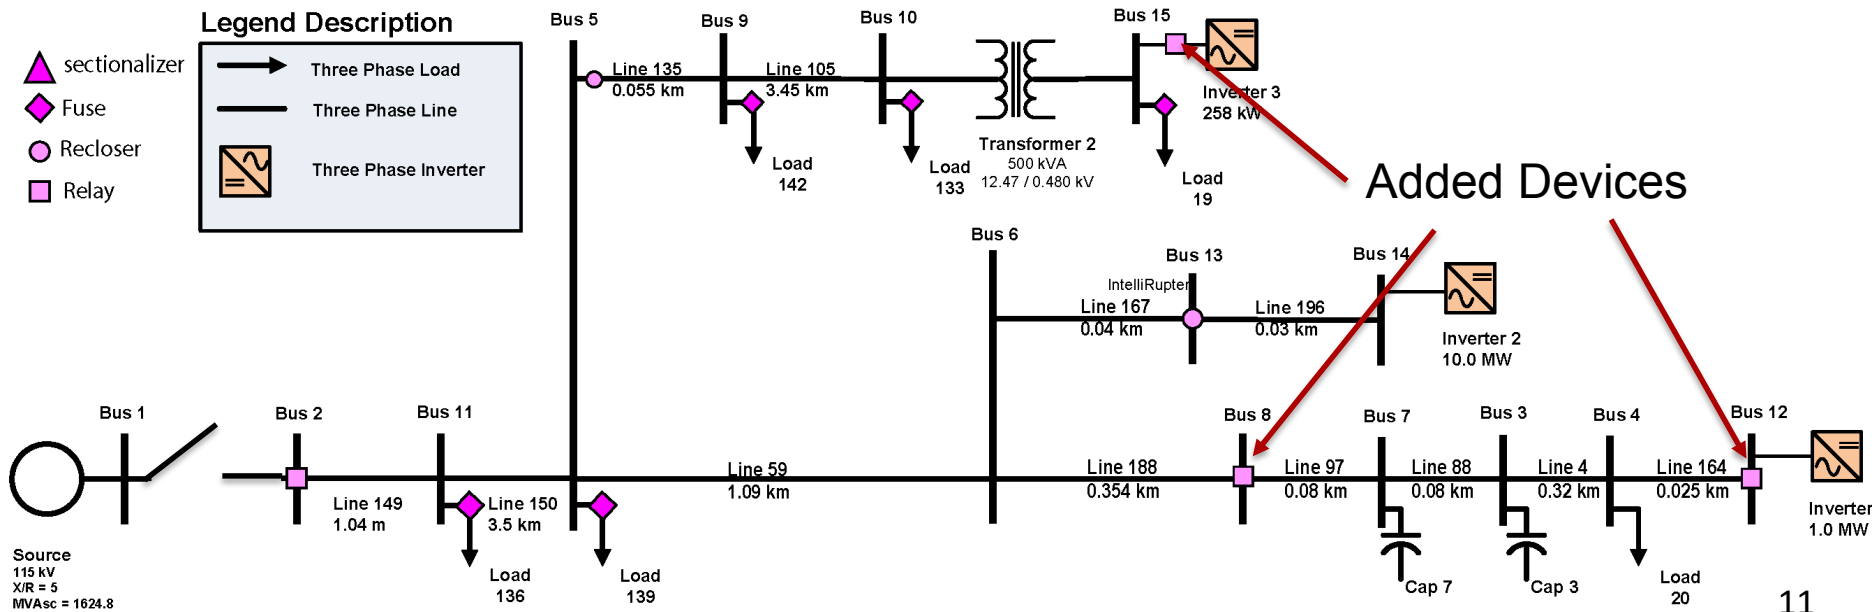 Legend Description
sectionalizer
Fuse
Recloser
Relay
Three Phase Load
Three Phase Line
Three Phase Inverter
Bus 5
Bus 9
Bus 10
Bus 15
Line 135
0.055 km
Line 105
3.45 km
Load
142
Load
133
Transformer 2
500 kVA
12.47 / 0.480 kV
Load
19
Inverter 3
258 kW
Added Devices
Bus 6
Bus 13
Bus 14
IntelliRupter
Line 167
0.04 km
Line 196
0.03 km
Inverter 2
10.0 MW
Bus 1
Bus 2
Bus 11
Bus 8
Bus 7
Bus 3
Bus 4
Bus 12
Line 149
1.04 m
Line 150
3.5 km
Line 59
1.09 km
Line 188
0.354 km
Line 97
0.08 km
Line 88
0.08 km
Line 4
0.32 km
Line 164
0.025 km
Inverter
1.0 MW
Source
115 kV
X/R = 5
MVAsc = 1624.8
Load
136
Load
139
Cap 7
Cap 3
Load
20
11